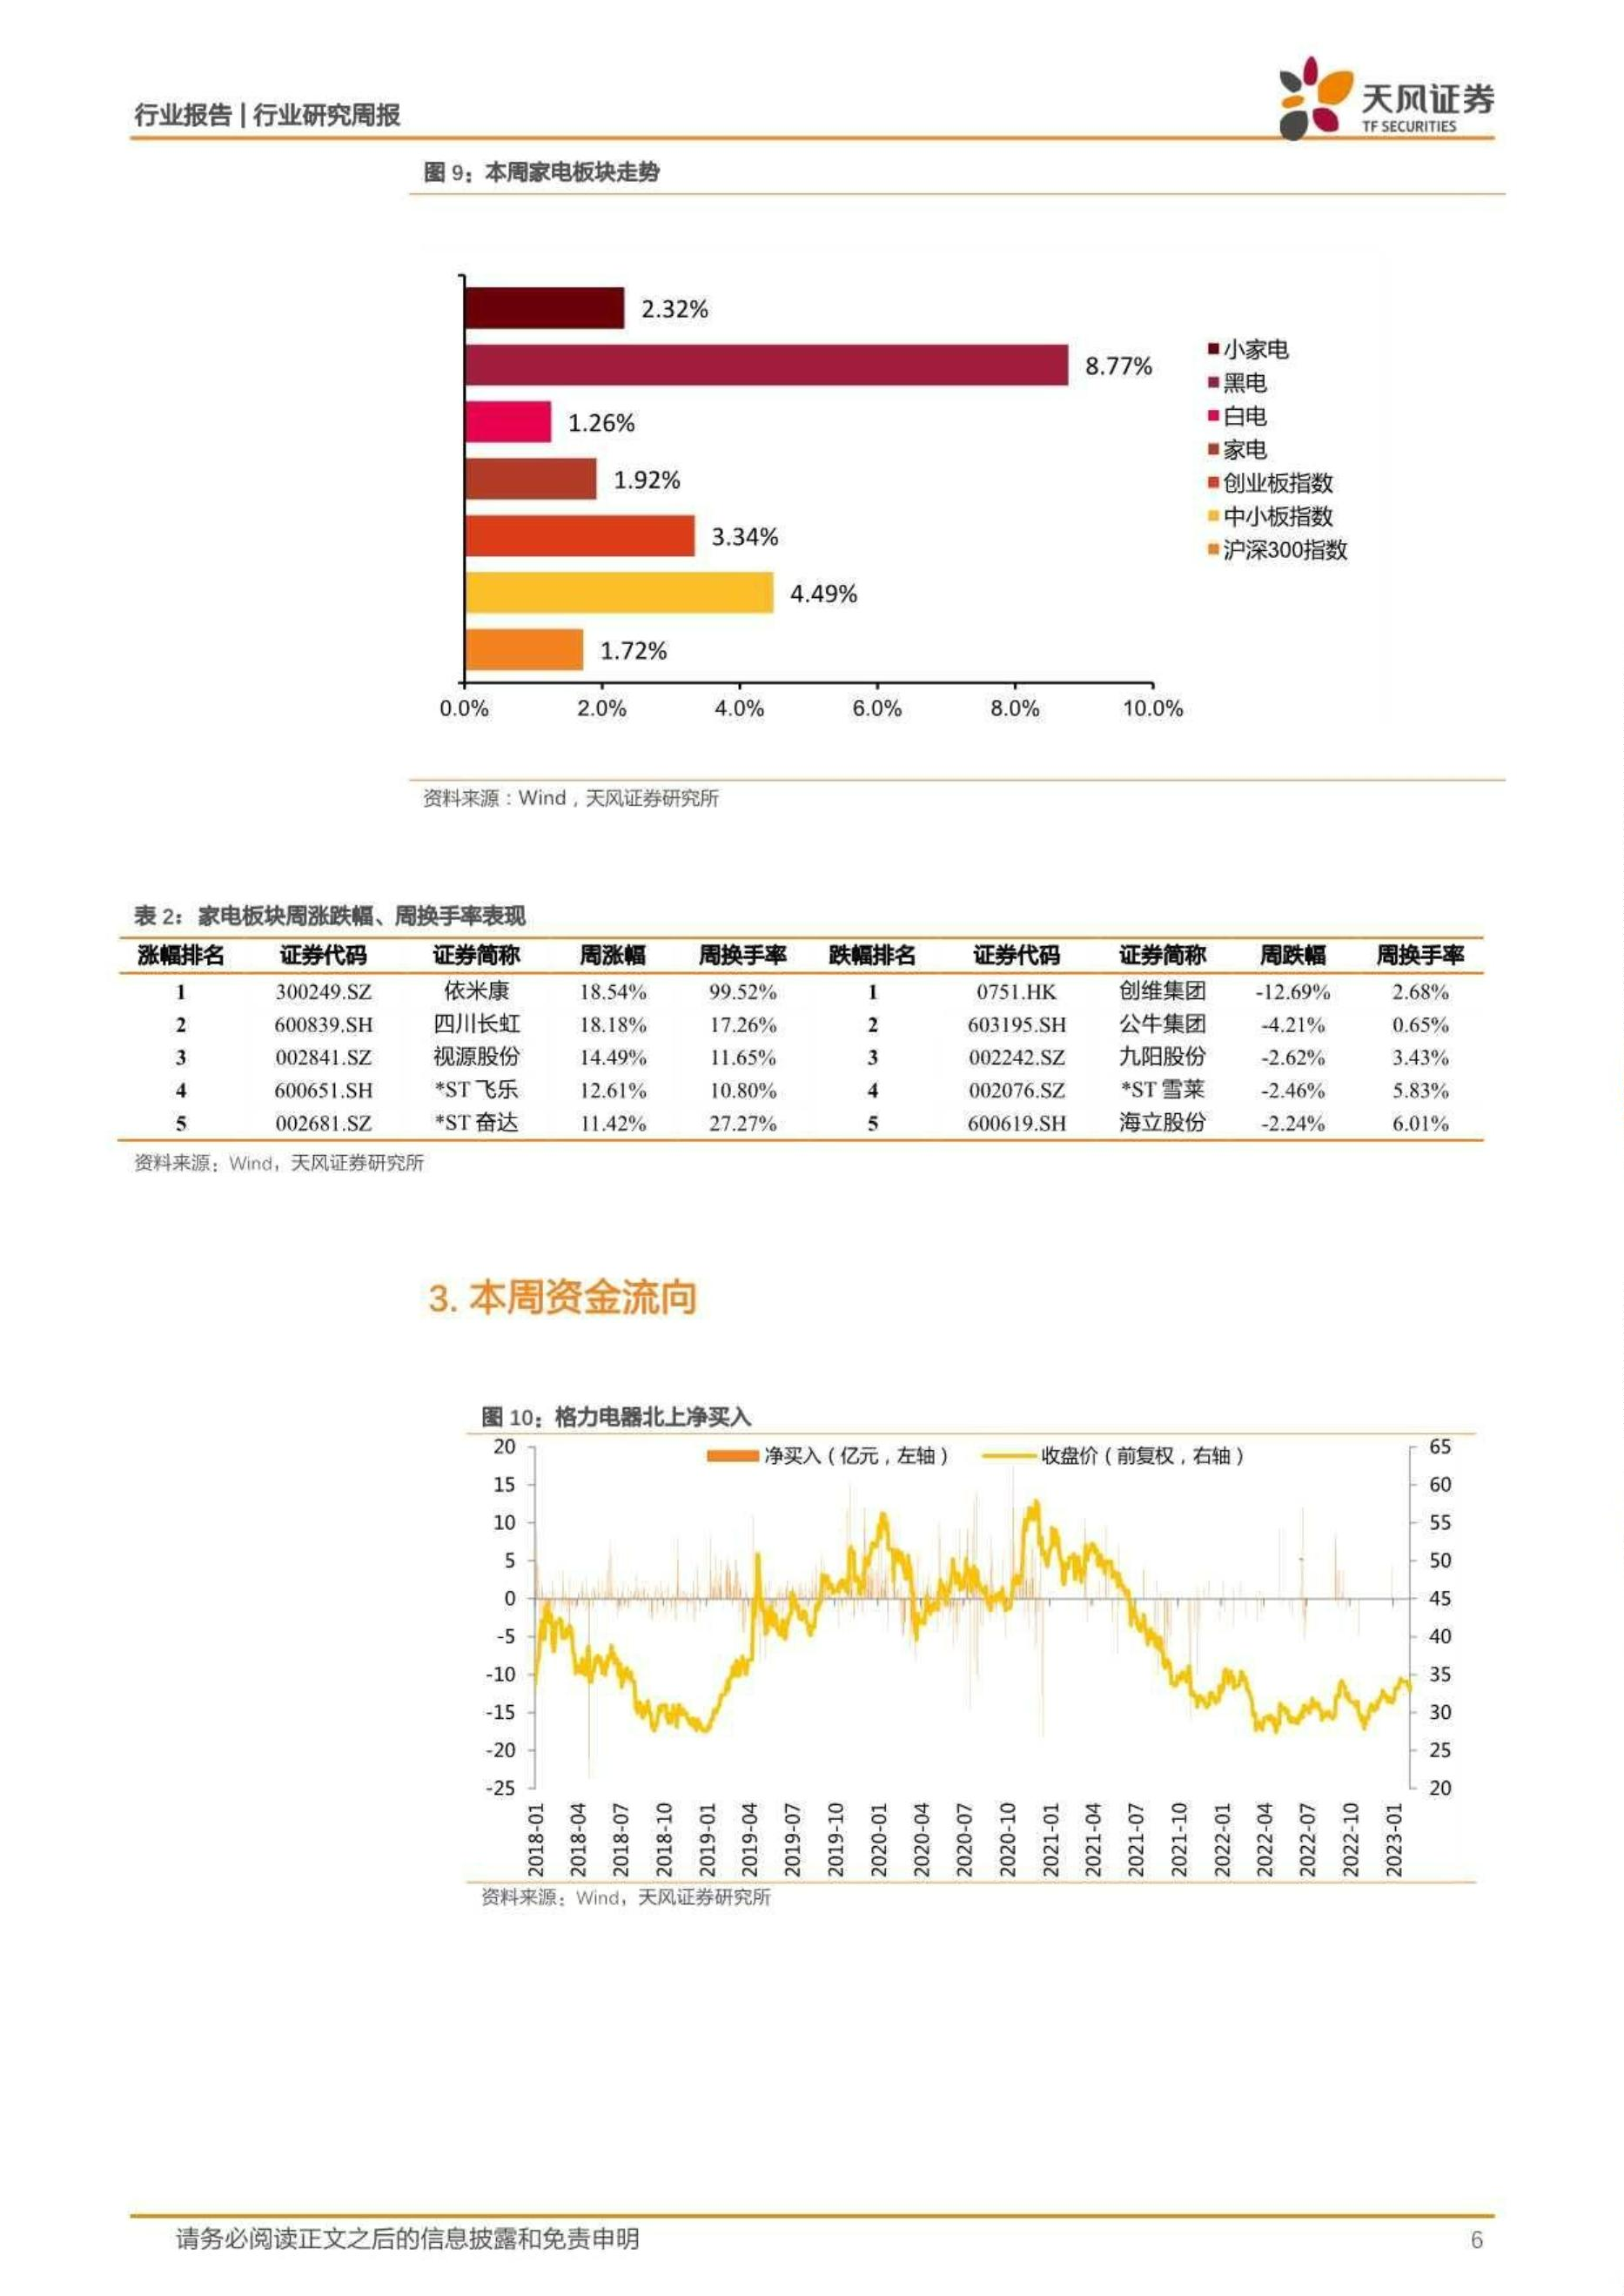 行业报告 | 行业研究周报
天风证券
TF SECURITIES
图 9：本周家电板块走势
2.32%
8.77%
1.26%
1.92%
3.34%
4.49%
1.72%
小家电
黑电
白电
家电
创业板指数
中小板指数
沪深300指数
0.0% 2.0% 4.0% 6.0% 8.0% 10.0%
资料来源：Wind，天风证券研究所
表 2：家电板块周涨跌幅、周换手率表现
涨幅排名 证券代码 证券简称 周涨幅 周换手率 跌幅排名 证券代码 证券简称 周跌幅 周换手率
1 300249.SZ 依米康 18.54% 99.52% 1 0751.HK 创维集团 -12.69% 2.68%
2 600839.SH 四川长虹 18.18% 17.26% 2 603195.SH 公牛集团 -4.21% 0.65%
3 002841.SZ 视源股份 14.49% 11.65% 3 002242.SZ 九阳股份 -2.62% 3.43%
4 600651.SH *ST 飞乐 12.61% 10.80% 4 002076.SZ *ST 雪莱 -2.46% 5.83%
5 002681.SZ *ST 奋达 11.42% 27.27% 5 600619.SH 海立股份 -2.24% 6.01%
资料来源：Wind，天风证券研究所
3. 本周资金流向
图 10：格力电器北上净买入
净买入（亿元，左轴） 收盘价（前复权，右轴）
20 65
15 60
10 55
5 50
0 45
-5 40
-10 35
-15 30
-20 25
-25 20
2018-01 2018-04 2018-07 2018-10 2019-01 2019-04 2019-07 2019-10 2020-01 2020-04 2020-07 2020-10 2021-01 2021-04 2021-07 2021-10 2022-01 2022-04 2022-07 2022-10 2023-01
资料来源：Wind，天风证券研究所
请务必阅读正文之后的信息披露和免责申明 6